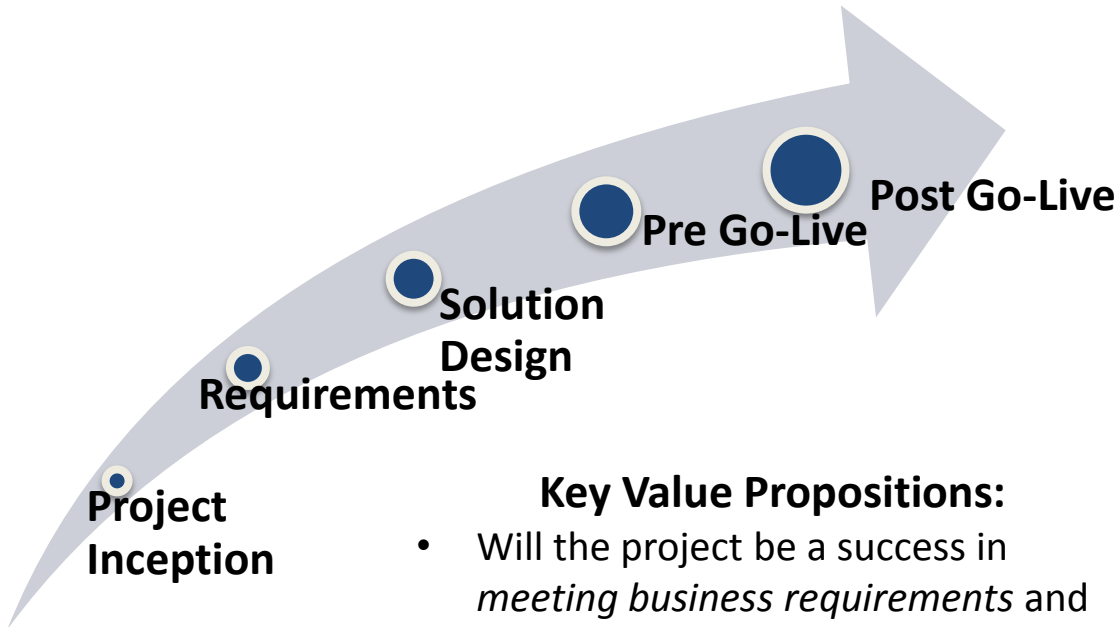 Post Go-Live
Pre Go-Live
Solution
Design
Requirements
Project
Inception
Key Value Propositions:
• Will the project be a success in
meeting business requirements and